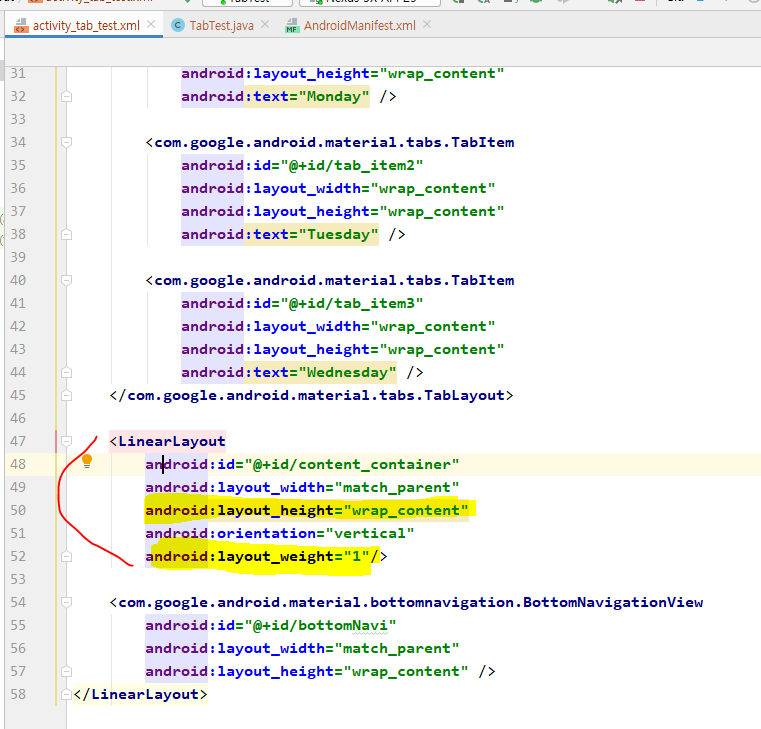 activity_tab_test.xml TabTest.java AndroidManifest.xml
31 android:layout_height="wrap_content"
32 android:text="Monday" />
33
34 <com.google.android.material.tabs.TabItem
35 android:id="@+id/tab_item2"
36 android:layout_width="wrap_content"
37 android:layout_height="wrap_content"
38 android:text="Tuesday" />
39
40 <com.google.android.material.tabs.TabItem
41 android:id="@+id/tab_item3"
42 android:layout_width="wrap_content"
43 android:layout_height="wrap_content"
44 android:text="Wednesday" />
45 </com.google.android.material.tabs.TabLayout>
46
47 <LinearLayout
48 android:id="@+id/content_container"
49 android:layout_width="match_parent"
50 android:layout_height="wrap_content"
51 android:orientation="vertical"
52 android:layout_weight="1"/>
53
54 <com.google.android.material.bottomnavigation.BottomNavigationView
55 android:id="@+id/bottomNavi"
56 android:layout_width="match_parent"
57 android:layout_height="wrap_content" />
58 </LinearLayout>